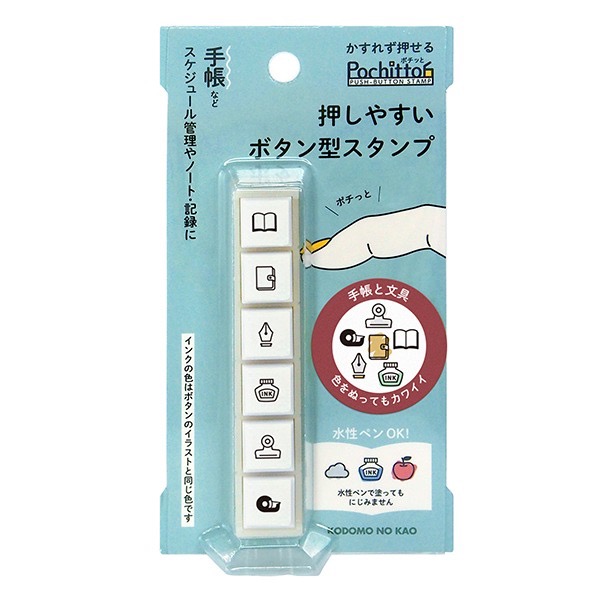 かすれず押せる
ポチッと
Pochitto6
PUSH-BUTTON STAMP
押しやすい
ボタン型スタンプ
手帳など
スケジュール管理やノート・記録に
ポチっと
手帳と文具
INK
色をぬってもカワイイ
INK
水性ペンOK!
INK
水性ペンで塗っても
にじみません
インクの色はボタンのイラストと同じ色です
KODOMO NO KAO